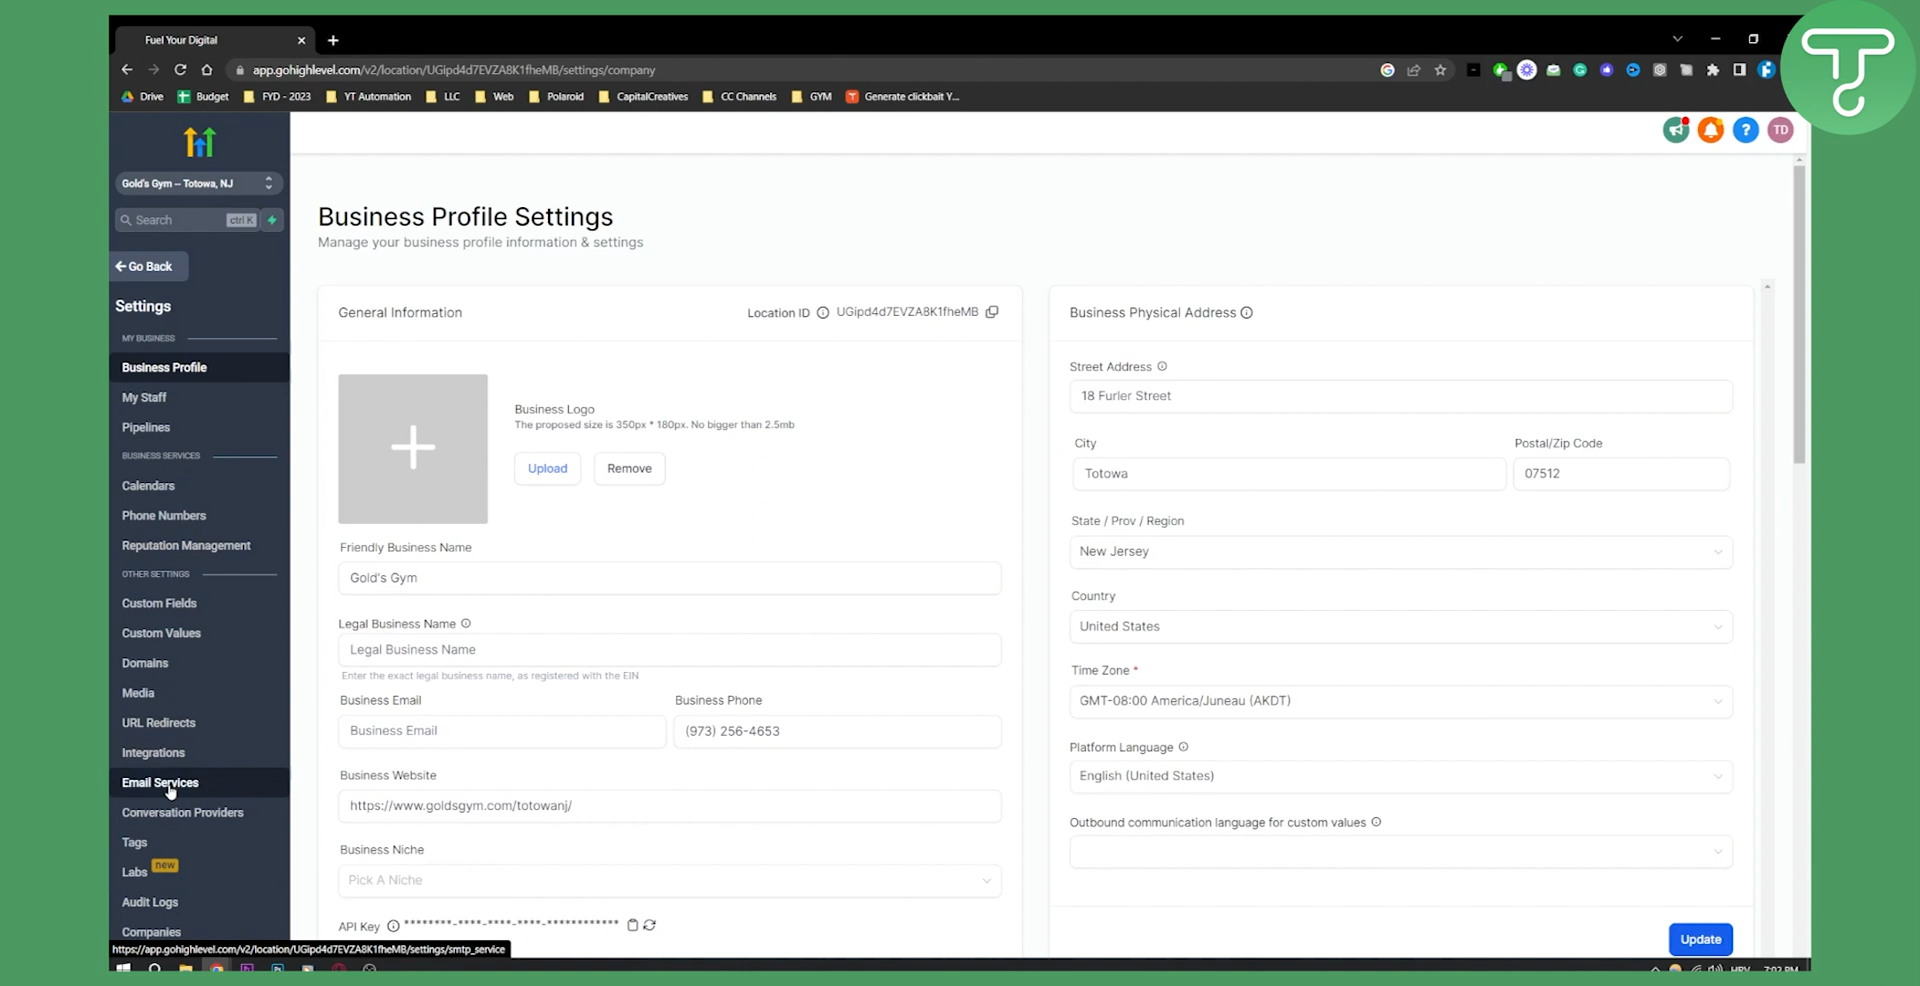 Fuel Your Digital
app.gohighlevel.com/v2/location/UGipd4d7EVZA8K1fheMB/settings/company
Drive Budget FYD - 2023 YT Automation LLC Web Polaroid CapitalCreatives CC Channels GYM Generate clickbait Y...
TD
Gold's Gym -- Totowa, NJ
Search ctrl K
Go Back
Settings
MY BUSINESS
Business Profile
My Staff
Pipelines
BUSINESS SERVICES
Calendars
Phone Numbers
Reputation Management
OTHER SETTINGS
Custom Fields
Custom Values
Domains
Media
URL Redirects
Integrations
Email Services
Conversation Providers
Tags
Labs new
Audit Logs
Companies
https://app.gohighlevel.com/v2/location/UGipd4d7EVZA8K1fheMB/settings/smtp_service
Business Profile Settings
Manage your business profile information & settings
General Information
Location ID UGipd4d7EVZA8K1fheMB
Business Logo
The proposed size is 350px * 180px. No bigger than 2.5mb
Upload Remove
Friendly Business Name
Gold's Gym
Legal Business Name
Legal Business Name
Enter the exact legal business name, as registered with the EIN
Business Email Business Phone
Business Email (973) 256-4653
Business Website
https://www.goldsgym.com/totowanj/
Business Niche
Pick A Niche
API Key ********-****-****-****-************
Business Physical Address
Street Address
18 Furler Street
City Postal/Zip Code
Totowa 07512
State / Prov / Region
New Jersey
Country
United States
Time Zone *
GMT-08:00 America/Juneau (AKDT)
Platform Language
English (United States)
Outbound communication language for custom values
Update
HRV 7:02 PM